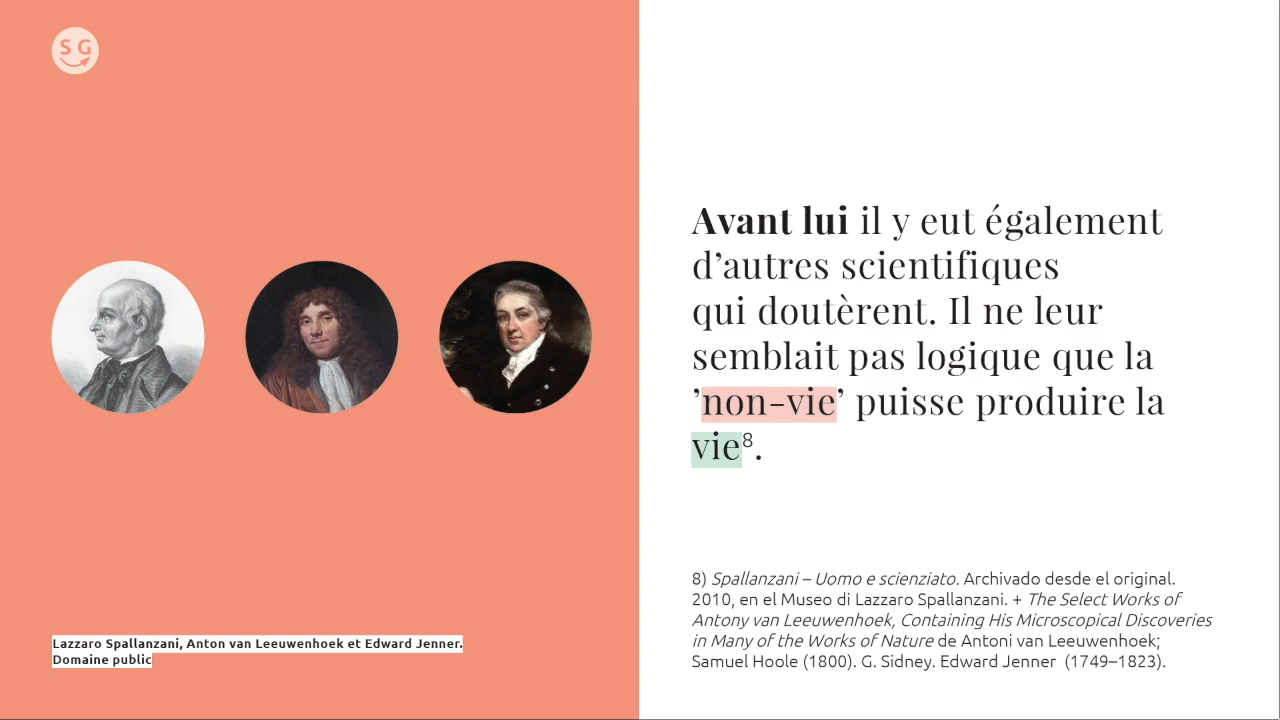 S G
Avant lui il y eut également
d’autres scientifiques
qui doutèrent. Il ne leur
semblait pas logique que la
’non-vie’ puisse produire la
vie⁸.
8) Spallanzani – Uomo e scienziato. Archivado desde el original.
2010, en el Museo di Lazzaro Spallanzani. + The Select Works of
Antony van Leeuwenhoek, Containing His Microscopical Discoveries
in Many of the Works of Nature de Antoni van Leeuwenhoek;
Samuel Hoole (1800). G. Sidney. Edward Jenner (1749–1823).
Lazzaro Spallanzani, Anton van Leeuwenhoek et Edward Jenner.
Domaine public